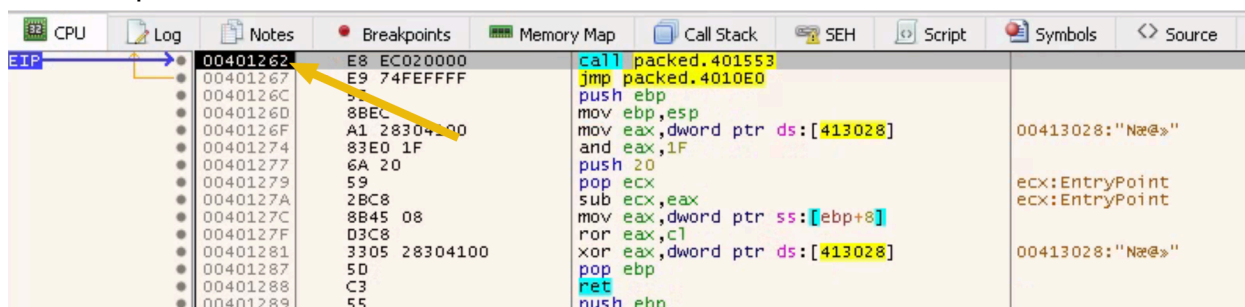 CPU Log Notes Breakpoints Memory Map Call Stack SEH Script Symbols Source
EIP 00401262 E8 EC020000 call packed.401553
00401267 E9 74FEFFFF jmp packed.4010E0
0040126C push ebp
0040126D 8BEC mov ebp,esp
0040126F A1 28304100 mov eax,dword ptr ds:[413028] 00413028:"Næ@»"
00401274 83E0 1F and eax,1F
00401277 6A 20 push 20
00401279 59 pop ecx ecx:EntryPoint
0040127A 2BC8 sub ecx,eax ecx:EntryPoint
0040127C 8B45 08 mov eax,dword ptr ss:[ebp+8]
0040127F D3C8 ror eax,cl
00401281 3305 28304100 xor eax,dword ptr ds:[413028] 00413028:"Næ@»"
00401287 5D pop ebp
00401288 C3 ret
00401289 55 push ebp